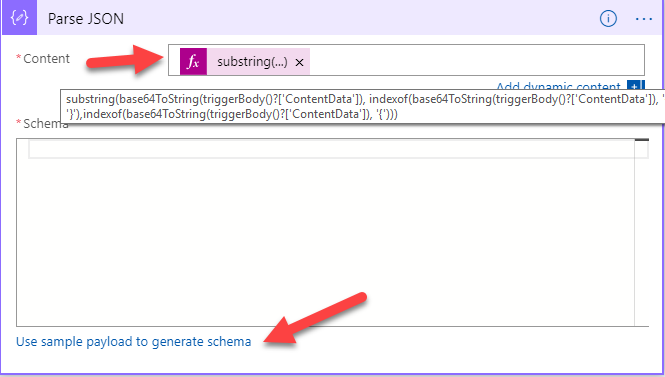 Parse JSON
* Content
fx substring(...) ×
Add dynamic content
substring(base64ToString(triggerBody()?['ContentData']), indexof(base64ToString(triggerBody()?['ContentData']), '
'}'),indexof(base64ToString(triggerBody()?['ContentData']), '{')))
* Schema
Use sample payload to generate schema